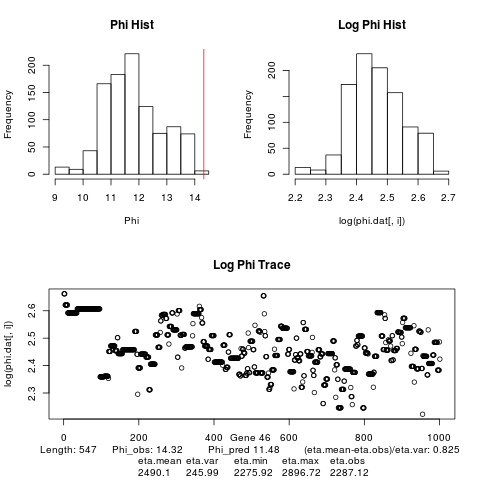 Phi Hist
Log Phi Hist
Frequency
0 50 100 150 200
9 10 11 12 13 14
Phi
Frequency
0 50 100 150 200
2.2 2.3 2.4 2.5 2.6 2.7
log(phi.dat[, i])
Log Phi Trace
log(phi.dat[, i])
2.3 2.4 2.5 2.6
0 200 400 600 800 1000
Gene 46
Length: 547 Phi_obs: 14.32 Phi_pred 11.48 (eta.mean-eta.obs)/eta.var: 0.825
eta.mean eta.var eta.min eta.max eta.obs
2490.1 245.99 2275.92 2896.72 2287.12